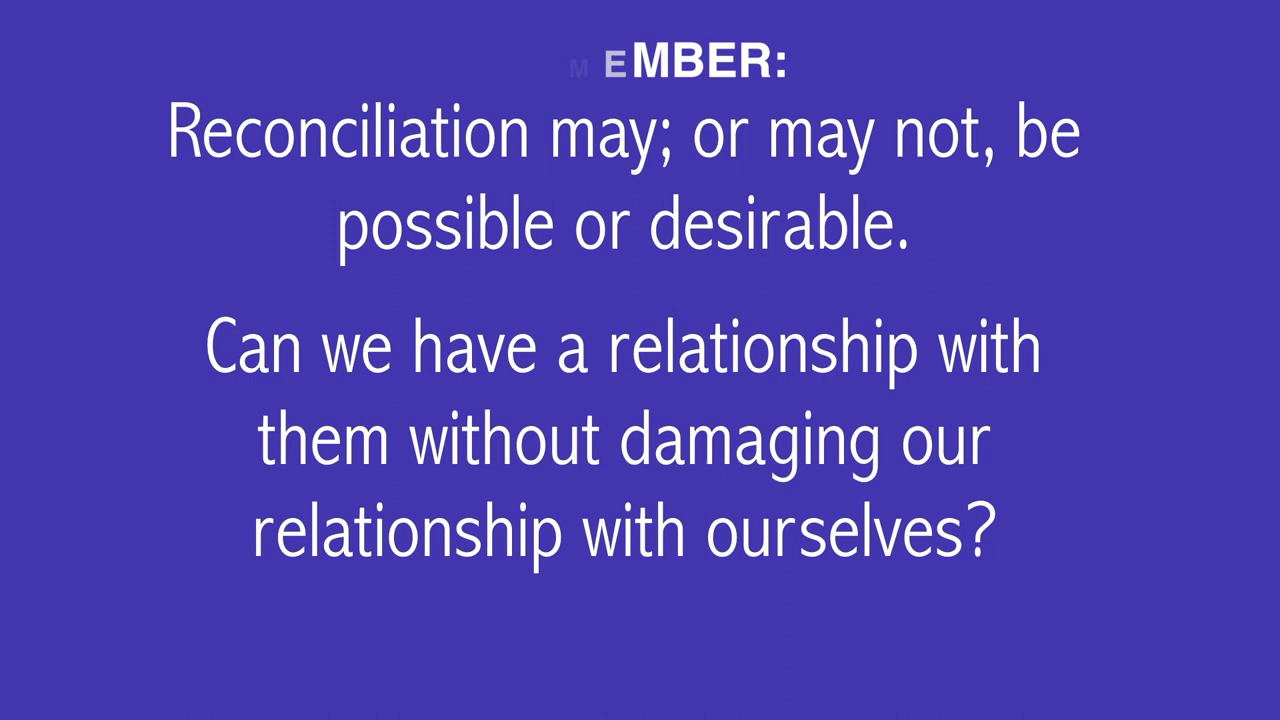 MEMBER:
Reconciliation may; or may not, be
possible or desirable.
Can we have a relationship with
them without damaging our
relationship with ourselves?